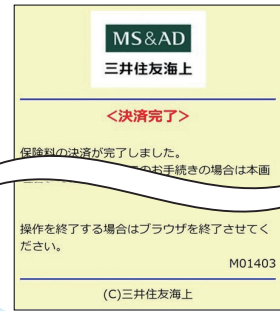 MS&AD
三井住友海上
<決済完了>
保険料の決済が完了しました。
のお手続きの場合は本画
操作を終了する場合はブラウザを終了させてく
ださい。
M01403
(C)三井住友海上